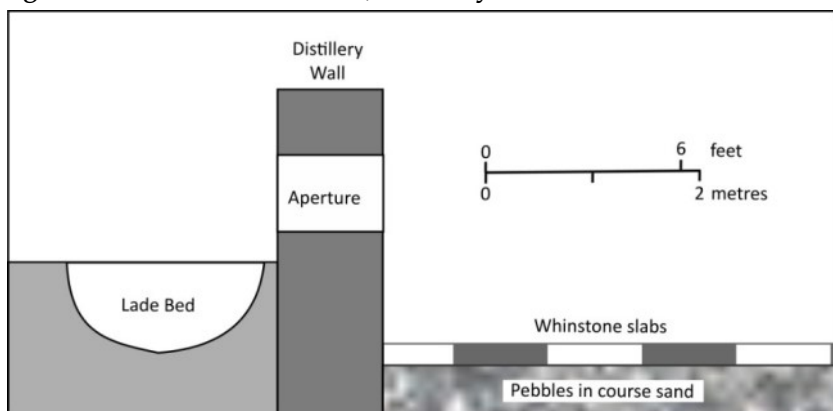 Distillery
Wall
0 6 feet
0 2 metres
Aperture
Lade Bed
Whinstone slabs
Pebbles in course sand